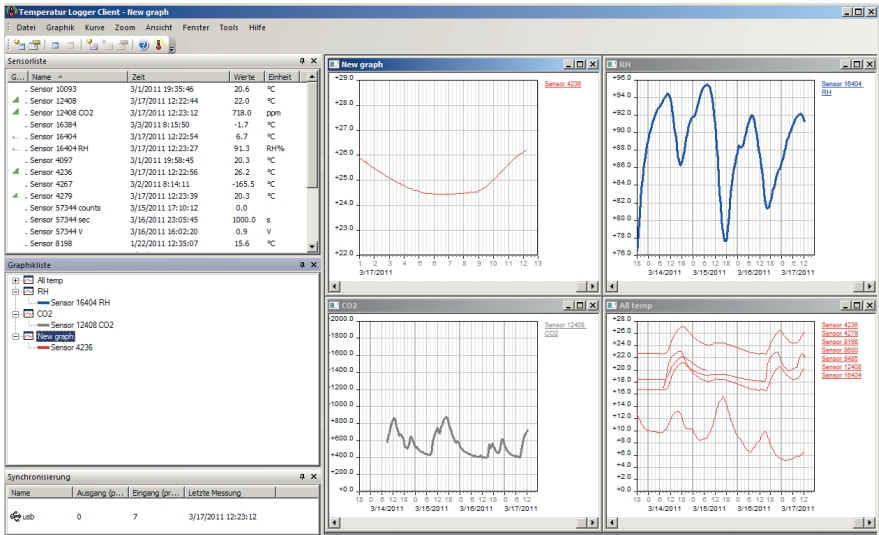 Temperatur Logger Client - New graph
Datei Graphik Kurve Zoom Ansicht Fenster Tools Hilfe
Sensorliste
G... Name Zeit Werte Einheit
. Sensor 10093 3/1/2011 19:35:46 20.6 °C
. Sensor 12408 3/17/2011 12:22:44 22.0 °C
. Sensor 12408 CO2 3/17/2011 12:23:12 718.0 ppm
. Sensor 16384 3/3/2011 8:15:50 -1.7 °C
. Sensor 16404 3/17/2011 12:22:54 6.7 °C
. Sensor 16404 RH 3/17/2011 12:23:27 91.3 RH%
. Sensor 4097 3/1/2011 19:58:45 20.3 °C
. Sensor 4236 3/17/2011 12:22:56 26.2 °C
. Sensor 4267 3/2/2011 8:14:11 -165.5 °C
. Sensor 4279 3/17/2011 12:23:39 20.3 °C
. Sensor 57344 counts 3/15/2011 17:10:12 0.0
. Sensor 57344 sec 3/16/2011 23:05:45 1000.0 s
. Sensor 57344 V 3/16/2011 16:02:20 0.9 V
. Sensor 8198 1/22/2011 12:35:07 15.6 °C
Graphikliste
All temp
RH
Sensor 16404 RH
CO2
Sensor 12408 CO2
New graph
Sensor 4236
Synchronisierung
Name Ausgang (p... Eingang (pr... Letzte Messung
usb 0 7 3/17/2011 12:23:12
New graph
+29.0
Sensor 4236
+28.0
+27.0
+26.0
+25.0
+24.0
+23.0
+22.0
1 2 3 4 5 6 7 8 9 10 11 12 13
3/17/2011
RH
+96.0
Sensor 16404
RH
+94.0
+92.0
+90.0
+88.0
+86.0
+84.0
+82.0
+80.0
+78.0
+76.0
18 0 6 12 18 0 6 12 18 0 6 12 18 0 6 12
3/14/2011 3/15/2011 3/16/2011 3/17/2011
CO2
+2000.0
Sensor 12408
CO2
+1800.0
+1600.0
+1400.0
+1200.0
+1000.0
+800.0
+600.0
+400.0
+200.0
+0.0
18 0 6 12 18 0 6 12 18 0 6 12 18 0 6 12
3/14/2011 3/15/2011 3/16/2011 3/17/2011
All temp
+28.0
Sensor 4236
+26.0
Sensor 4279
+24.0
Sensor 8198
Sensor 8600
+22.0
Sensor 9485
+20.0
Sensor 12408
+18.0
Sensor 16404
+16.0
+14.0
+12.0
+10.0
+8.0
+6.0
+4.0
+2.0
+0.0
18 0 6 12 18 0 6 12 18 0 6 12 18 0 6 12
3/14/2011 3/15/2011 3/16/2011 3/17/2011